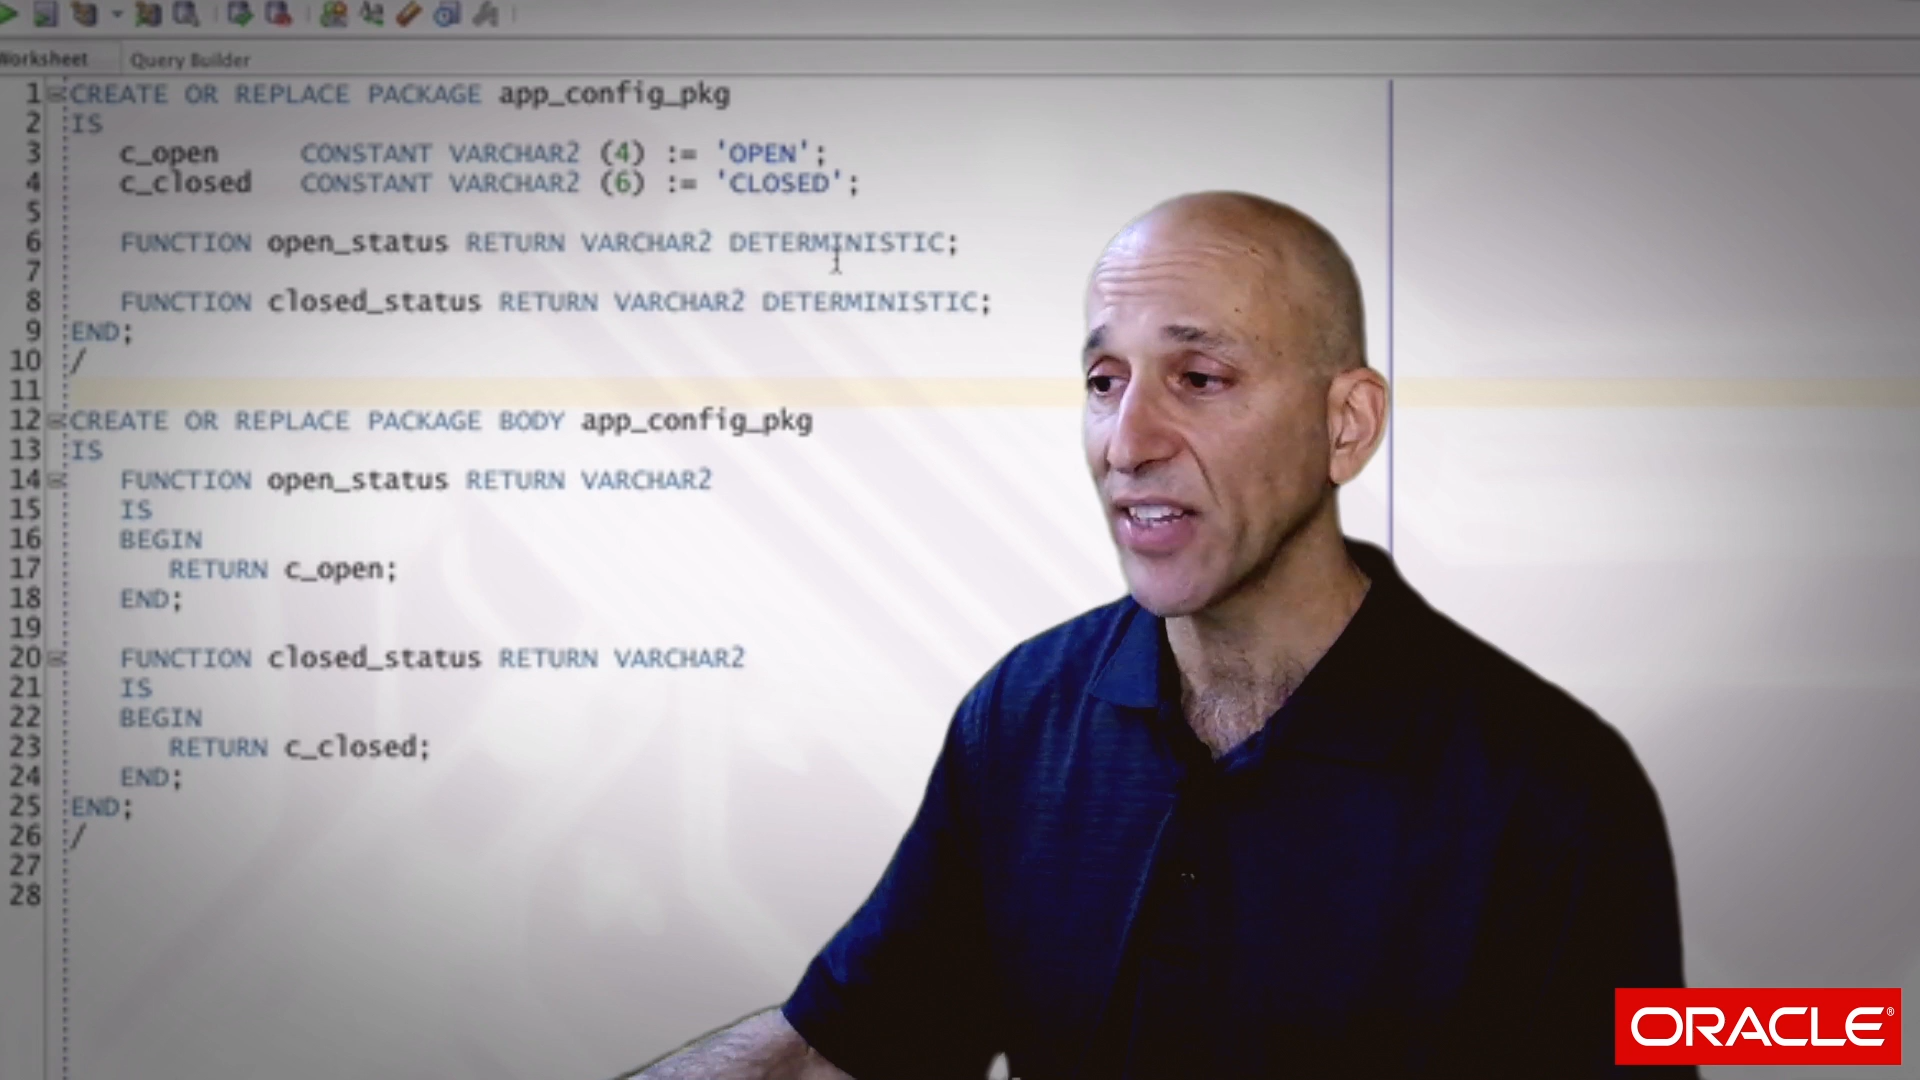 Worksheet Query Builder
1 CREATE OR REPLACE PACKAGE app_config_pkg
2 IS
3 c_open CONSTANT VARCHAR2 (4) := 'OPEN';
4 c_closed CONSTANT VARCHAR2 (6) := 'CLOSED';
5
6 FUNCTION open_status RETURN VARCHAR2 DETERMINISTIC;
7
8 FUNCTION closed_status RETURN VARCHAR2 DETERMINISTIC;
9 END;
10 /
11
12 CREATE OR REPLACE PACKAGE BODY app_config_pkg
13 IS
14 FUNCTION open_status RETURN VARCHAR2
15 IS
16 BEGIN
17 RETURN c_open;
18 END;
19
20 FUNCTION closed_status RETURN VARCHAR2
21 IS
22 BEGIN
23 RETURN c_closed;
24 END;
25 END;
26 /
27
28
ORACLE®